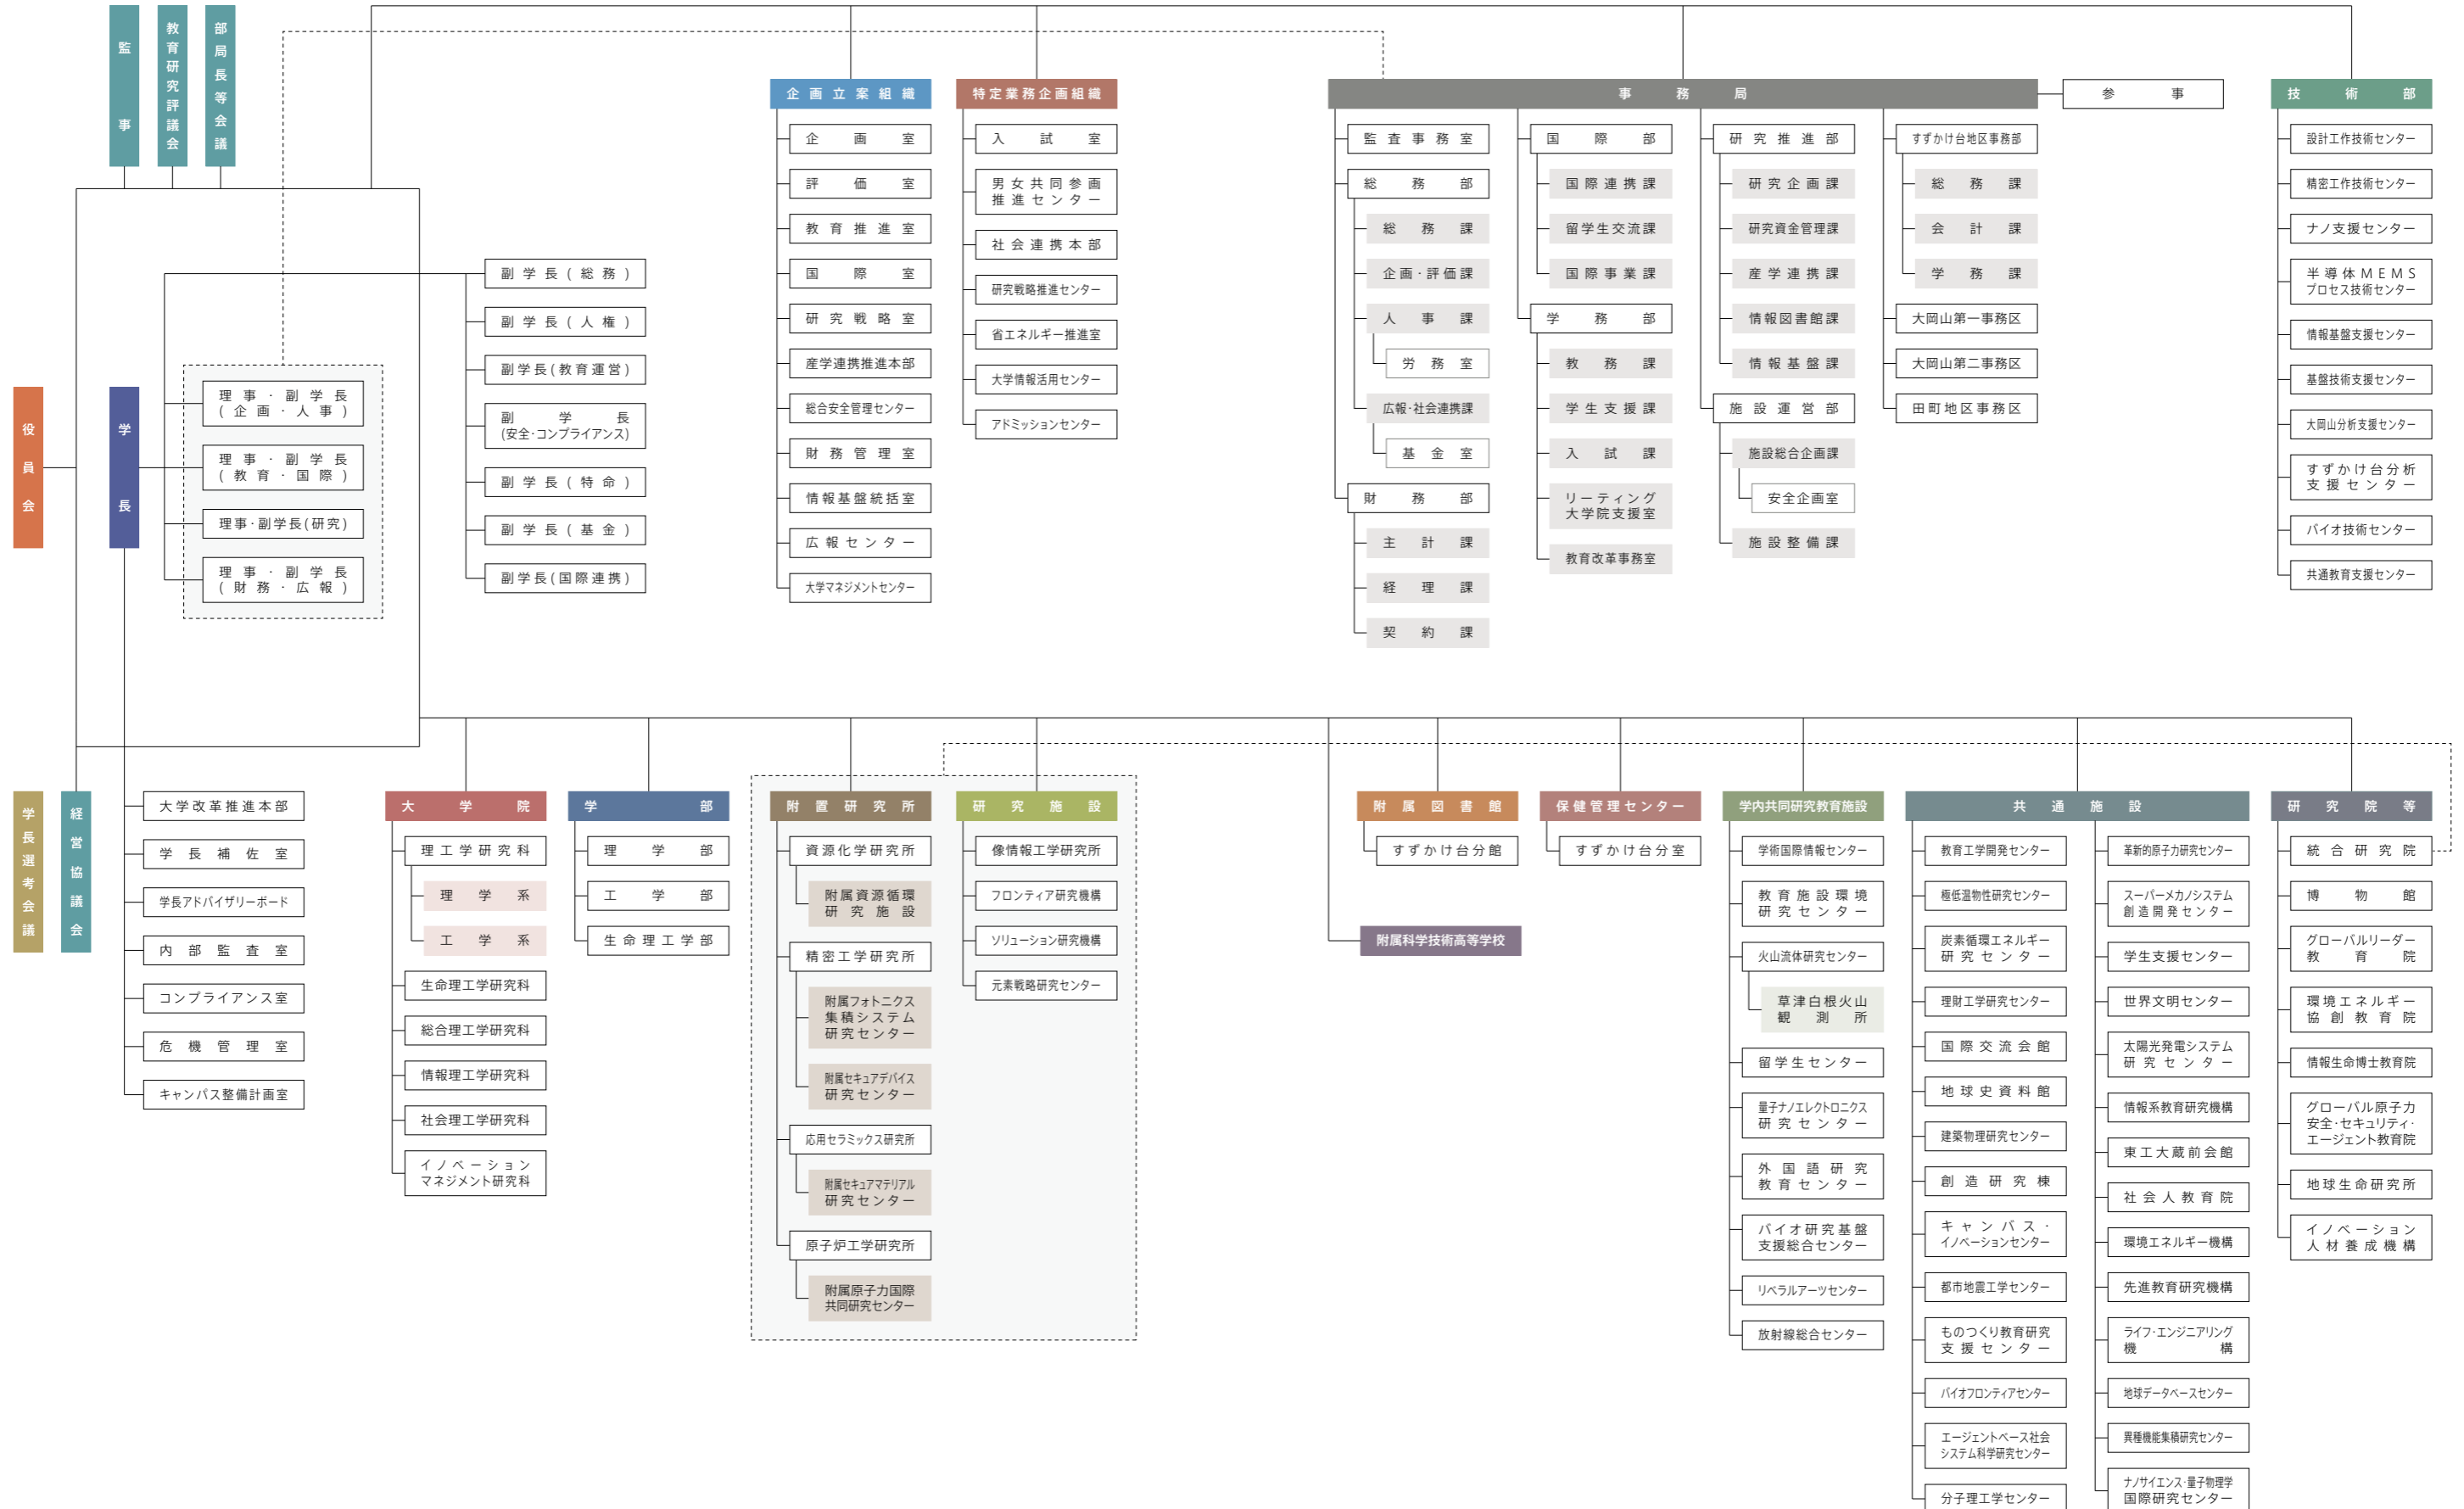 監事
教育研究評議会
部局長等会議
役員会
学長
理事・副学長
(企画・人事)
理事・副学長
(教育・国際)
理事・副学長(研究)
理事・副学長
(財務・広報)
副学長(総務)
副学長(人権)
副学長(教育運営)
副学長
(安全・コンプライアンス)
副学長(特命)
副学長(基金)
副学長(国際連携)
企画立案組織
企画室
評価室
教育推進室
国際室
研究戦略室
産学連携推進本部
総合安全管理センター
財務管理室
情報基盤統括室
広報センター
大学マネジメントセンター
特定業務企画組織
入試室
男女共同参画
推進センター
社会連携本部
研究戦略推進センター
省エネルギー推進室
大学情報活用センター
アドミッションセンター
事務局
参事
監査事務室
総務部
総務課
企画・評価課
人事課
労務室
広報・社会連携課
基金室
財務部
主計課
経理課
契約課
国際部
国際連携課
留学生交流課
国際事業課
学務部
教務課
学生支援課
入試課
リーディング
大学院支援室
教育改革事務室
研究推進部
研究企画課
研究資金管理課
産学連携課
情報図書館課
情報基盤課
施設運営部
施設総合企画課
安全企画室
施設整備課
すずかけ台地区事務部
総務課
会計課
学務課
大岡山第一事務区
大岡山第二事務区
田町地区事務区
技術部
設計工作技術センター
精密工作技術センター
ナノ支援センター
半導体MEMS
プロセス技術センター
情報基盤支援センター
基盤技術支援センター
大岡山分析支援センター
すずかけ台分析
支援センター
バイオ技術センター
共通教育支援センター
学長選考会議
経営協議会
大学改革推進本部
学長補佐室
学長アドバイザリーボード
内部監査室
コンプライアンス室
危機管理室
キャンパス整備計画室
大学院
理工学研究科
理学系
工学系
生命理工学研究科
総合理工学研究科
情報理工学研究科
社会理工学研究科
イノベーション
マネジメント研究科
学部
理学部
工学部
生命理工学部
附置研究所
資源化学研究所
附属資源循環
研究施設
精密工学研究所
附属フォトニクス
集積システム
研究センター
附属セキュアデバイス
研究センター
応用セラミックス研究所
附属セキュアマテリアル
研究センター
原子炉工学研究所
附属原子力国際
共同研究センター
研究施設
像情報工学研究所
フロンティア研究機構
ソリューション研究機構
元素戦略研究センター
附属図書館
すずかけ台分館
附属科学技術高等学校
保健管理センター
すずかけ台分室
学内共同研究教育施設
学術国際情報センター
教育施設環境
研究センター
火山流体研究センター
草津白根火山
観測所
留学生センター
量子ナノエレクトロニクス
研究センター
外国語研究
教育センター
バイオ研究基盤
支援総合センター
リベラルアーツセンター
放射線総合センター
共通施設
教育工学開発センター
極低温物性研究センター
炭素循環エネルギー
研究センター
理財工学研究センター
国際交流会館
地球史資料館
建築物理研究センター
創造研究棟
キャンパス・
イノベーションセンター
都市地震工学センター
ものつくり教育研究
支援センター
バイオフロンティアセンター
エージェントベース社会
システム科学研究センター
分子理工学センター
革新的原子力研究センター
スーパーメカノシステム
創造開発センター
学生支援センター
世界文明センター
太陽光発電システム
研究センター
情報系教育研究機構
東工大蔵前会館
社会人教育院
環境エネルギー機構
先進教育研究機構
ライフ・エンジニアリング
機構
地球データベースセンター
異種機能集積研究センター
ナノサイエンス・量子物理学
国際研究センター
研究院等
統合研究院
博物館
グローバルリーダー
教育院
環境エネルギー
協創教育院
情報生命博士教育院
グローバル原子力
安全・セキュリティ・
エージェント教育院
地球生命研究所
イノベーション
人材養成機構